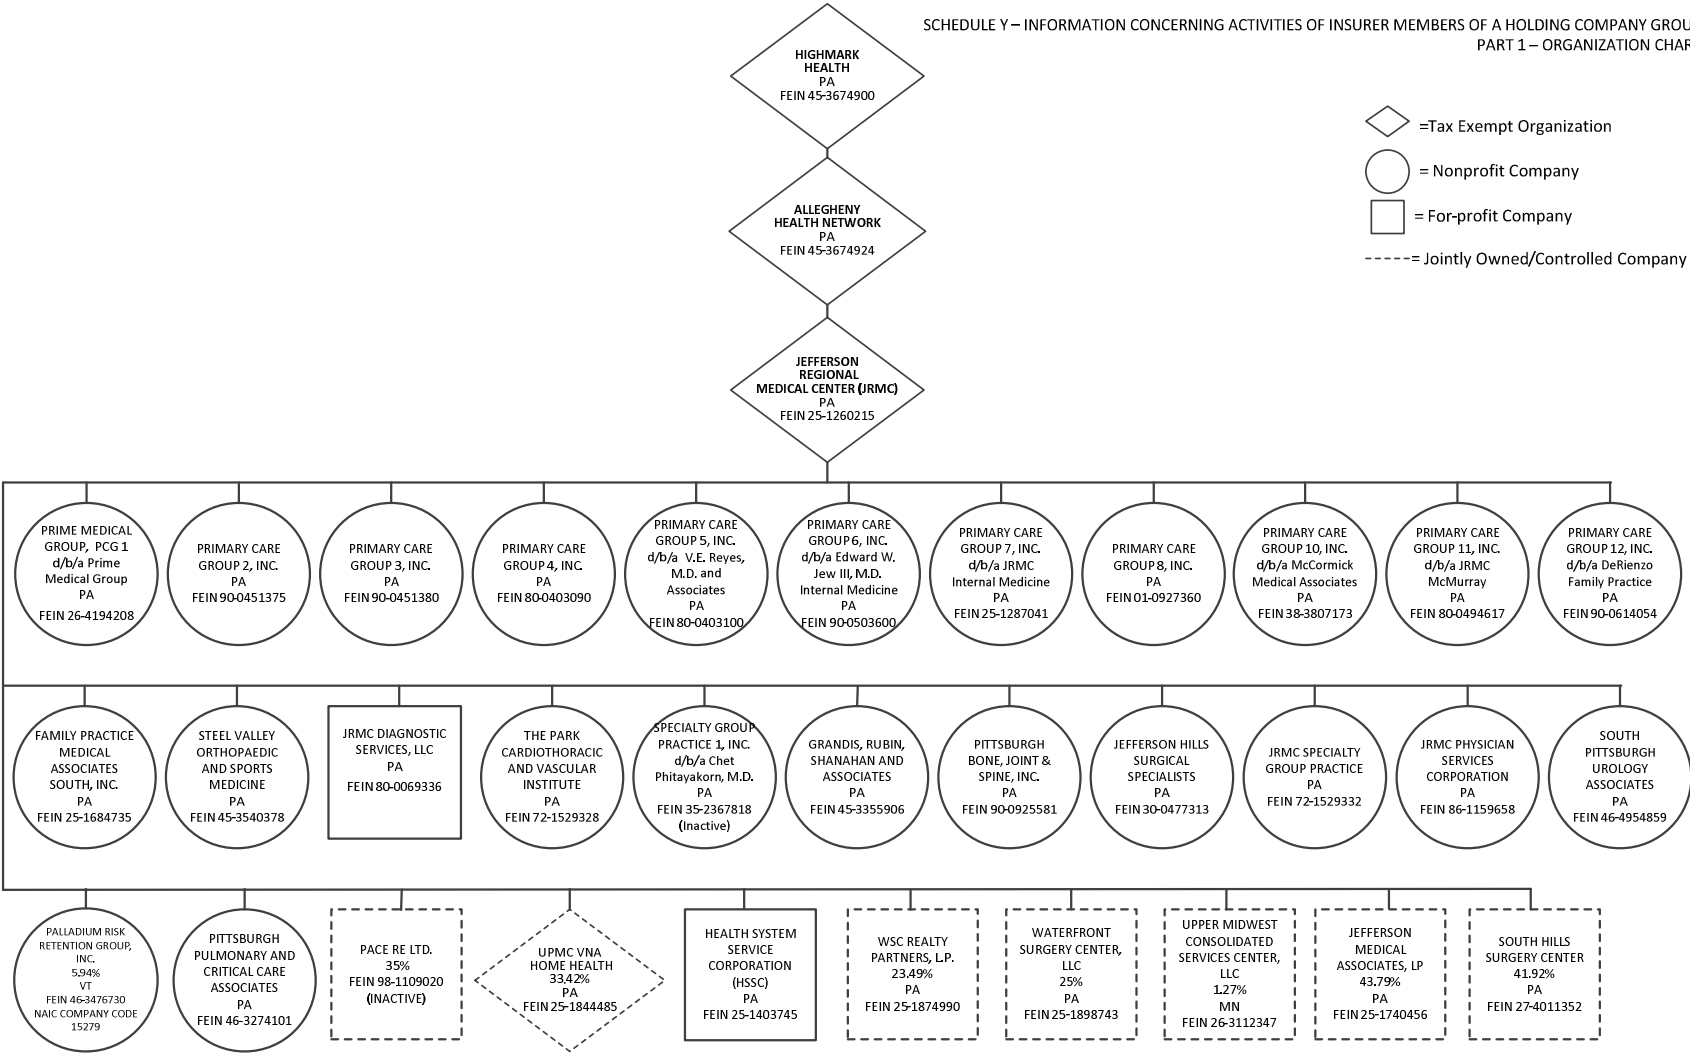 SCHEDULE Y – INFORMATION CONCERNING ACTIVITIES OF INSURER MEMBERS OF A HOLDING COMPANY GROU
PART 1 – ORGANIZATION CHAR
HIGHMARK
HEALTH
PA
FEIN 45-3674900
=Tax Exempt Organization
= Nonprofit Company
= For-profit Company
= Jointly Owned/Controlled Company
ALLEGHENY
HEALTH NETWORK
PA
FEIN 45-3674924
JEFFERSON
REGIONAL
MEDICAL CENTER (JRMC)
PA
FEIN 25-1260215
PRIME MEDICAL
GROUP, PCG 1
d/b/a Prime
Medical Group
PA
FEIN 26-4194208
PRIMARY CARE
GROUP 2, INC.
PA
FEIN 90-0451375
PRIMARY CARE
GROUP 3, INC.
PA
FEIN 90-0451380
PRIMARY CARE
GROUP 4, INC.
PA
FEIN 80-0403090
PRIMARY CARE
GROUP 5, INC.
d/b/a V.E. Reyes,
M.D. and
Associates
PA
FEIN 80-0403100
PRIMARY CARE
GROUP 6, INC.
d/b/a Edward W.
Jew III, M.D.
Internal Medicine
PA
FEIN 90-0503600
PRIMARY CARE
GROUP 7, INC.
d/b/a JRMC
Internal Medicine
PA
FEIN 25-1287041
PRIMARY CARE
GROUP 8, INC.
PA
FEIN 01-0927360
PRIMARY CARE
GROUP 10, INC.
d/b/a McCormick
Medical Associates
PA
FEIN 38-3807173
PRIMARY CARE
GROUP 11, INC.
d/b/a JRMC
McMurray
PA
FEIN 80-0494617
PRIMARY CARE
GROUP 12, INC.
d/b/a DeRienzo
Family Practice
PA
FEIN 90-0614054
FAMILY PRACTICE
MEDICAL
ASSOCIATES
SOUTH, INC.
PA
FEIN 25-1684735
STEEL VALLEY
ORTHOPAEDIC
AND SPORTS
MEDICINE
PA
FEIN 45-3540378
JRMC DIAGNOSTIC
SERVICES, LLC
PA
FEIN 80-0069336
THE PARK
CARDIOTHORACIC
AND VASCULAR
INSTITUTE
PA
FEIN 72-1529328
SPECIALTY GROUP
PRACTICE 1, INC.
d/b/a Chet
Phitayakorn, M.D.
PA
FEIN 35-2367818
(Inactive)
GRANDIS, RUBIN,
SHANAHAN AND
ASSOCIATES
PA
FEIN 45-3355906
PITTSBURGH
BONE, JOINT &
SPINE, INC.
PA
FEIN 90-0925581
JEFFERSON HILLS
SURGICAL
SPECIALISTS
PA
FEIN 30-0477313
JRMC SPECIALTY
GROUP PRACTICE
PA
FEIN 72-1529332
JRMC PHYSICIAN
SERVICES
CORPORATION
PA
FEIN 86-1159658
SOUTH
PITTSBURGH
UROLOGY
ASSOCIATES
PA
FEIN 46-4954859
PALLADIUM RISK
RETENTION GROUP,
INC.
5.94%
VT
FEIN 46-3476730
NAIC COMPANY CODE
15279
PITTSBURGH
PULMONARY AND
CRITICAL CARE
ASSOCIATES
PA
FEIN 46-3274101
PACE RE LTD.
35%
FEIN 98-1109020
(INACTIVE)
UPMC VNA
HOME HEALTH
33.42%
PA
FEIN 25-1844485
HEALTH SYSTEM
SERVICE
CORPORATION
(HSSC)
PA
FEIN 25-1403745
WSC REALTY
PARTNERS, L.P.
23.49%
PA
FEIN 25-1874990
WATERFRONT
SURGERY CENTER,
LLC
25%
PA
FEIN 25-1898743
UPPER MIDWEST
CONSOLIDATED
SERVICES CENTER,
LLC
1.27%
MN
FEIN 26-3112347
JEFFERSON
MEDICAL
ASSOCIATES, LP
43.79%
PA
FEIN 25-1740456
SOUTH HILLS
SURGERY CENTER
41.92%
PA
FEIN 27-4011352